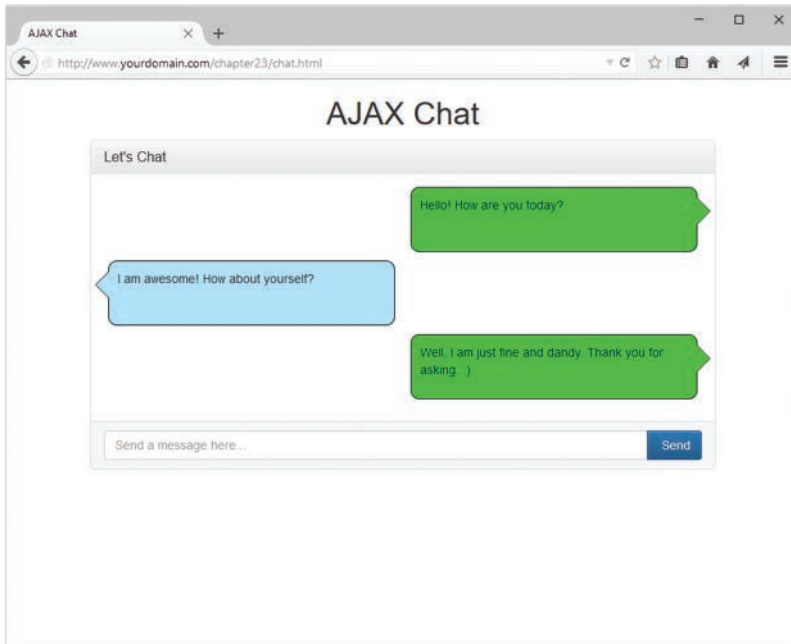 AJAX Chat
http://www.yourdomain.com/chapter23/chat.html
AJAX Chat
Let's Chat
Hello! How are you today?
I am awesome! How about yourself?
Well, I am just fine and dandy. Thank you for
asking. :)
Send a message here...
Send